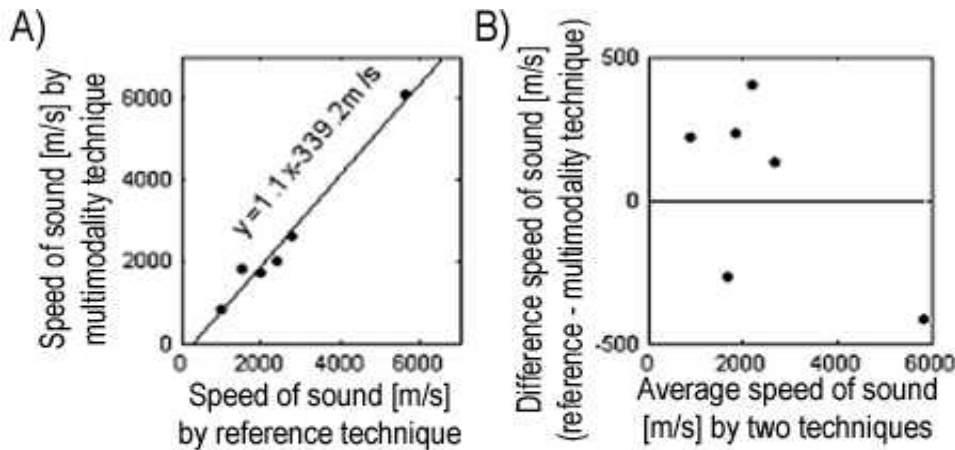 A)
Speed of sound [m/s] by
multimodality technique
6000
4000
2000
0
y=1.1x-339.2m/s
0 2000 4000 6000
Speed of sound [m/s]
by reference technique
B)
Difference speed of sound [m/s]
(reference - multimodality technique)
500
0
-500
0 2000 4000 6000
Average speed of sound
[m/s] by two techniques